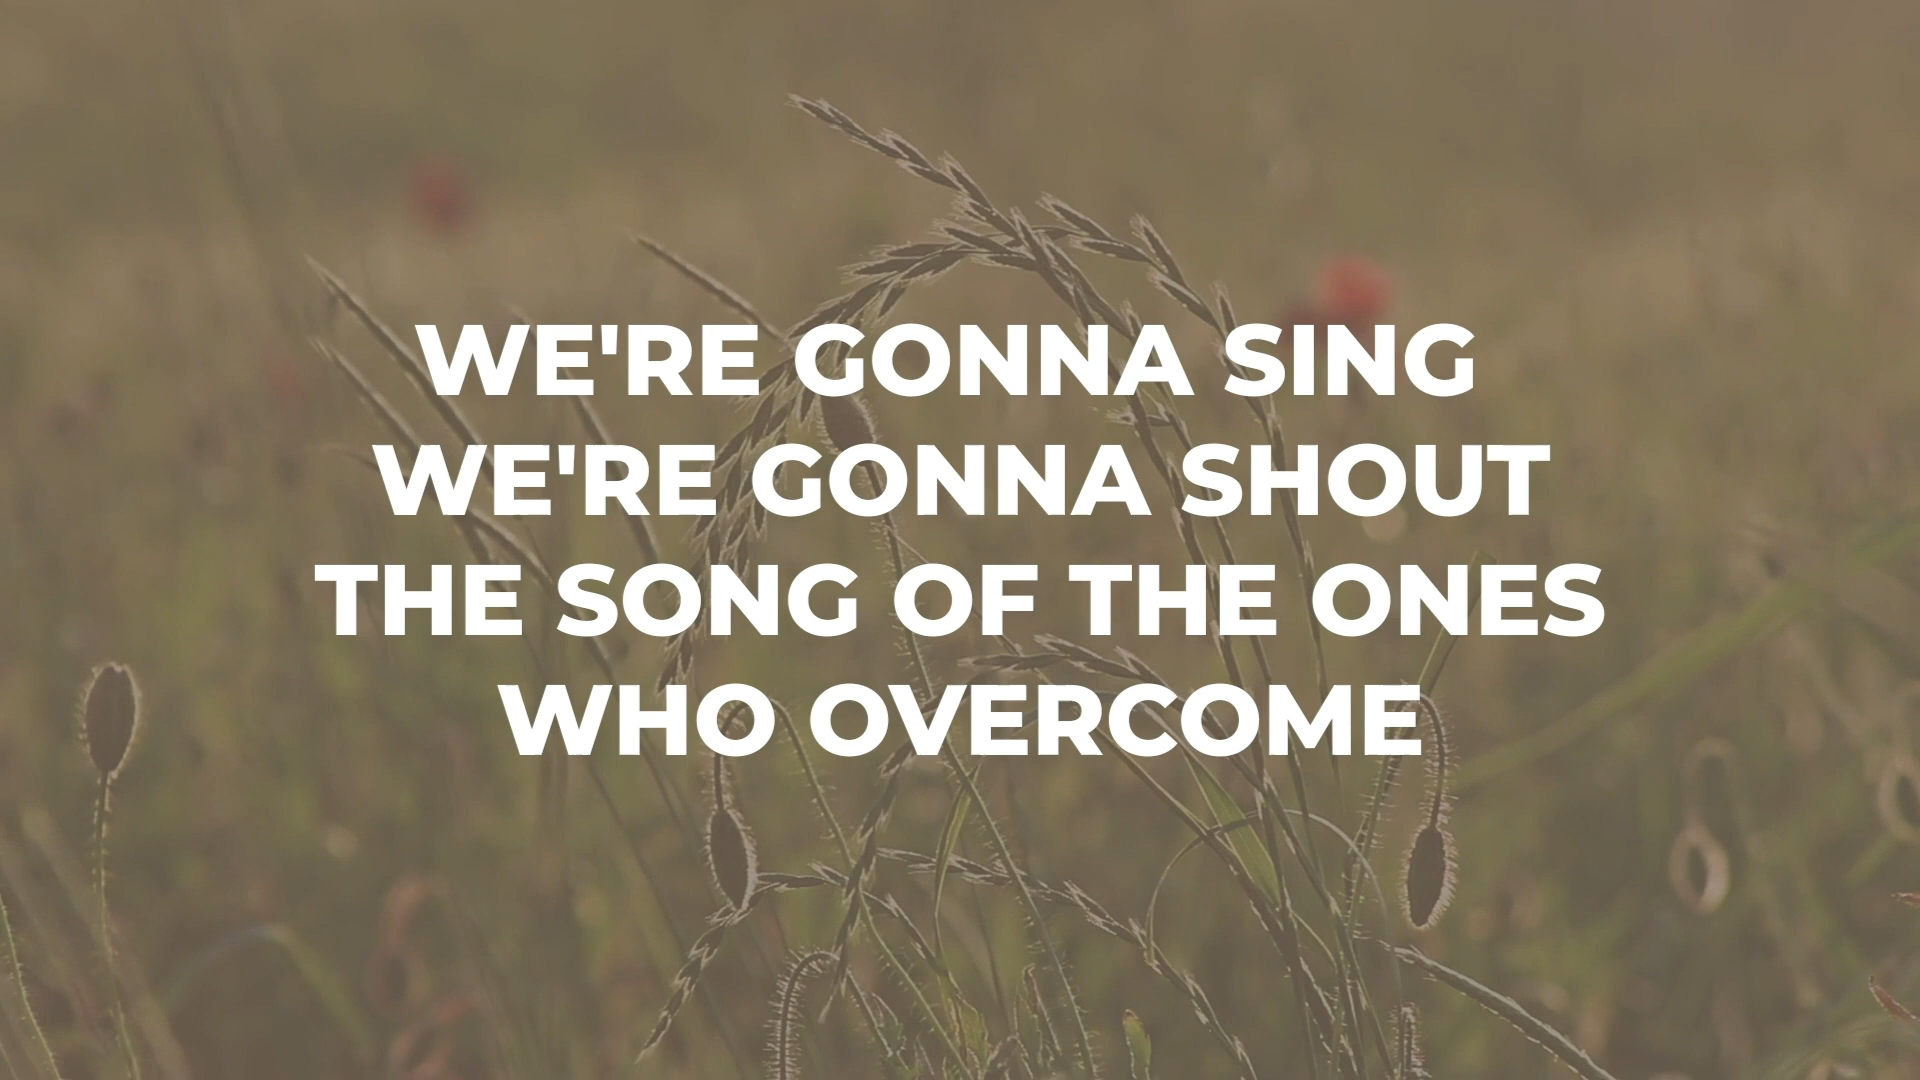 WE'RE GONNA SING
WE'RE GONNA SHOUT
THE SONG OF THE ONES
WHO OVERCOME